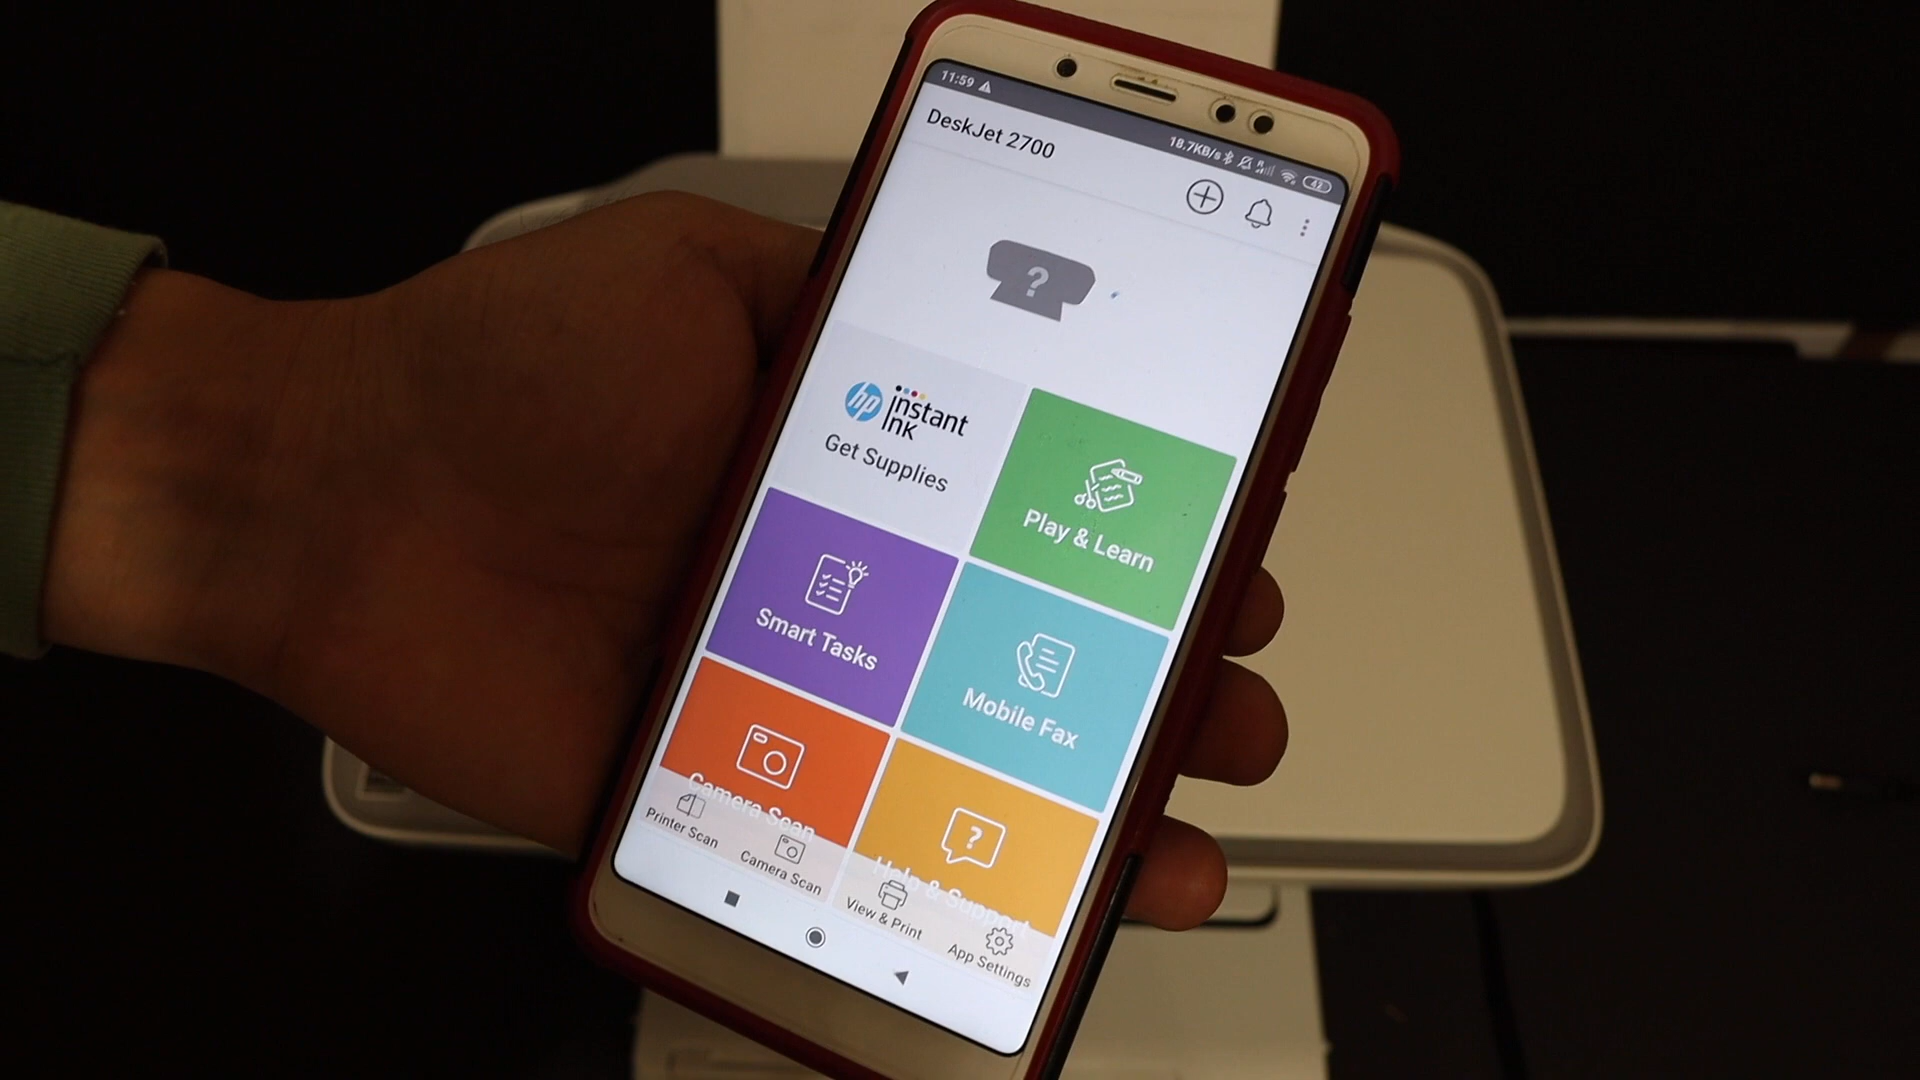 11:59
18.7KB/s
42
DeskJet 2700
?
hp instant ink
Get Supplies
Play & Learn
Smart Tasks
Mobile Fax
Camera Scan
?
Help & Support
Printer Scan
Camera Scan
View & Print
App Settings